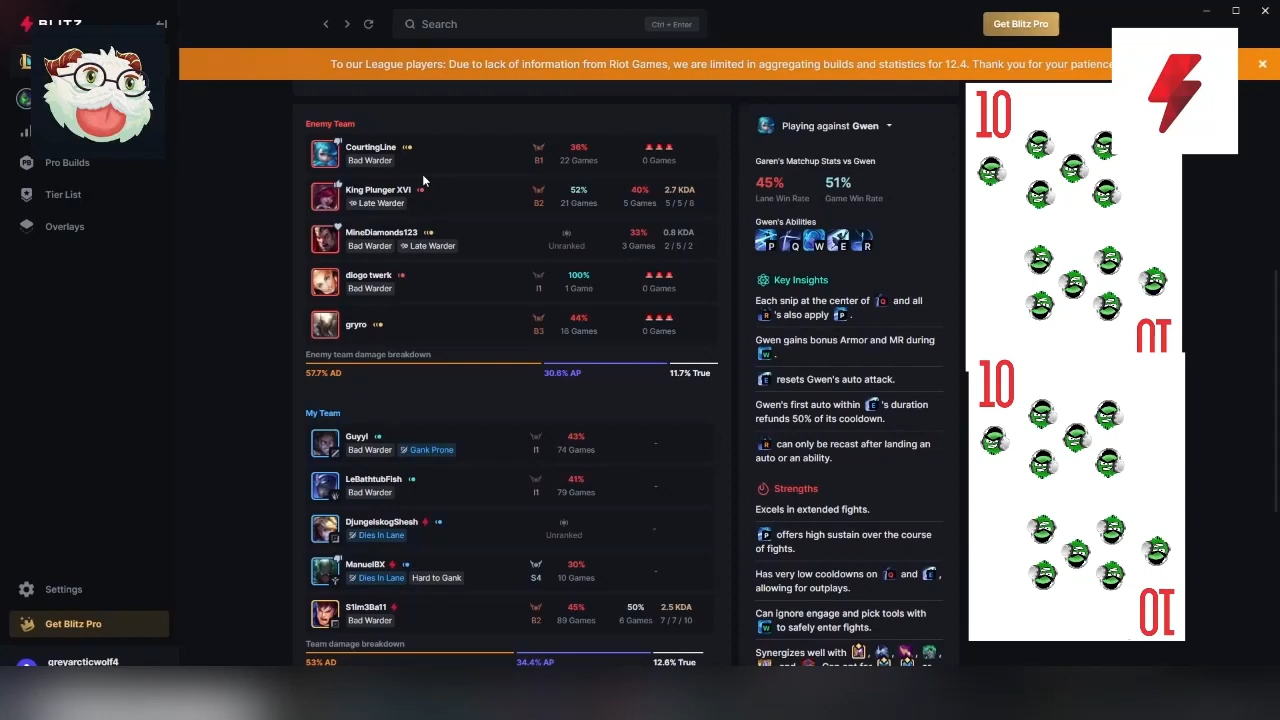 BLITZ
Search
Ctrl + Enter
Get Blitz Pro
To our League players: Due to lack of information from Riot Games, we are limited in aggregating builds and statistics for 12.4. Thank you for your patience
Pro Builds
Tier List
Overlays
Settings
Get Blitz Pro
greyarcticwolf4
Enemy Team
CourtingLine 36%
Bad Warder B1 22 Games 0 Games
King Plunger XVI 52% 40% 2.7 KDA
Late Warder B2 21 Games 5 Games 5 / 5 / 8
MineDiamonds123 33% 0.8 KDA
Bad Warder Late Warder Unranked 3 Games 2 / 5 / 2
diogo twerk 100%
Bad Warder I1 1 Game 0 Games
gryro 44%
B3 16 Games 0 Games
Enemy team damage breakdown
57.7% AD 30.6% AP 11.7% True
My Team
Guyyl 43%
Bad Warder Gank Prone I1 74 Games -
LeBathtubFish 41%
Bad Warder I1 79 Games -
DjungelskogShesh
Dies In Lane Unranked -
ManuelBX 30%
Dies In Lane Hard to Gank S4 10 Games -
S1im3Ba11 45% 50% 2.5 KDA
Bad Warder B2 89 Games 6 Games 7 / 7 / 10
Team damage breakdown
53% AD 34.4% AP 12.6% True
Playing against Gwen
Garen's Matchup Stats vs Gwen
45% 51%
Lane Win Rate Game Win Rate
Gwen's Abilities
P Q W E R
Key Insights
Each snip at the center of Q and all
R 's also apply P .
Gwen gains bonus Armor and MR during
W .
E resets Gwen's auto attack.
Gwen's first auto within E 's duration
refunds 50% of its cooldown.
R can only be recast after landing an
auto or an ability.
Strengths
Excels in extended fights.
P offers high sustain over the course
of fights.
Has very low cooldowns on Q and E ,
allowing for outplays.
Can ignore engage and pick tools with
W to safely enter fights.
Synergizes well with
10
10
10
10